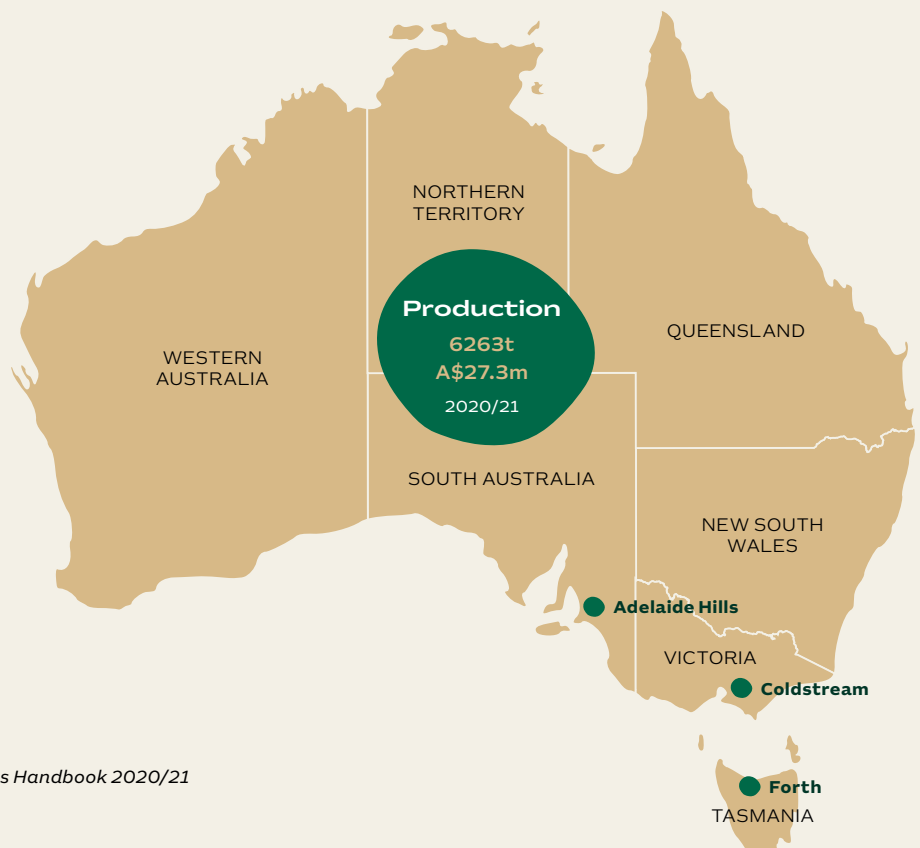 NORTHERN
TERRITORY
Production
6263t
A$27.3m
2020/21
QUEENSLAND
WESTERN
AUSTRALIA
SOUTH AUSTRALIA
NEW SOUTH
WALES
Adelaide Hills
VICTORIA
Coldstream
s Handbook 2020/21
Forth
TASMANIA